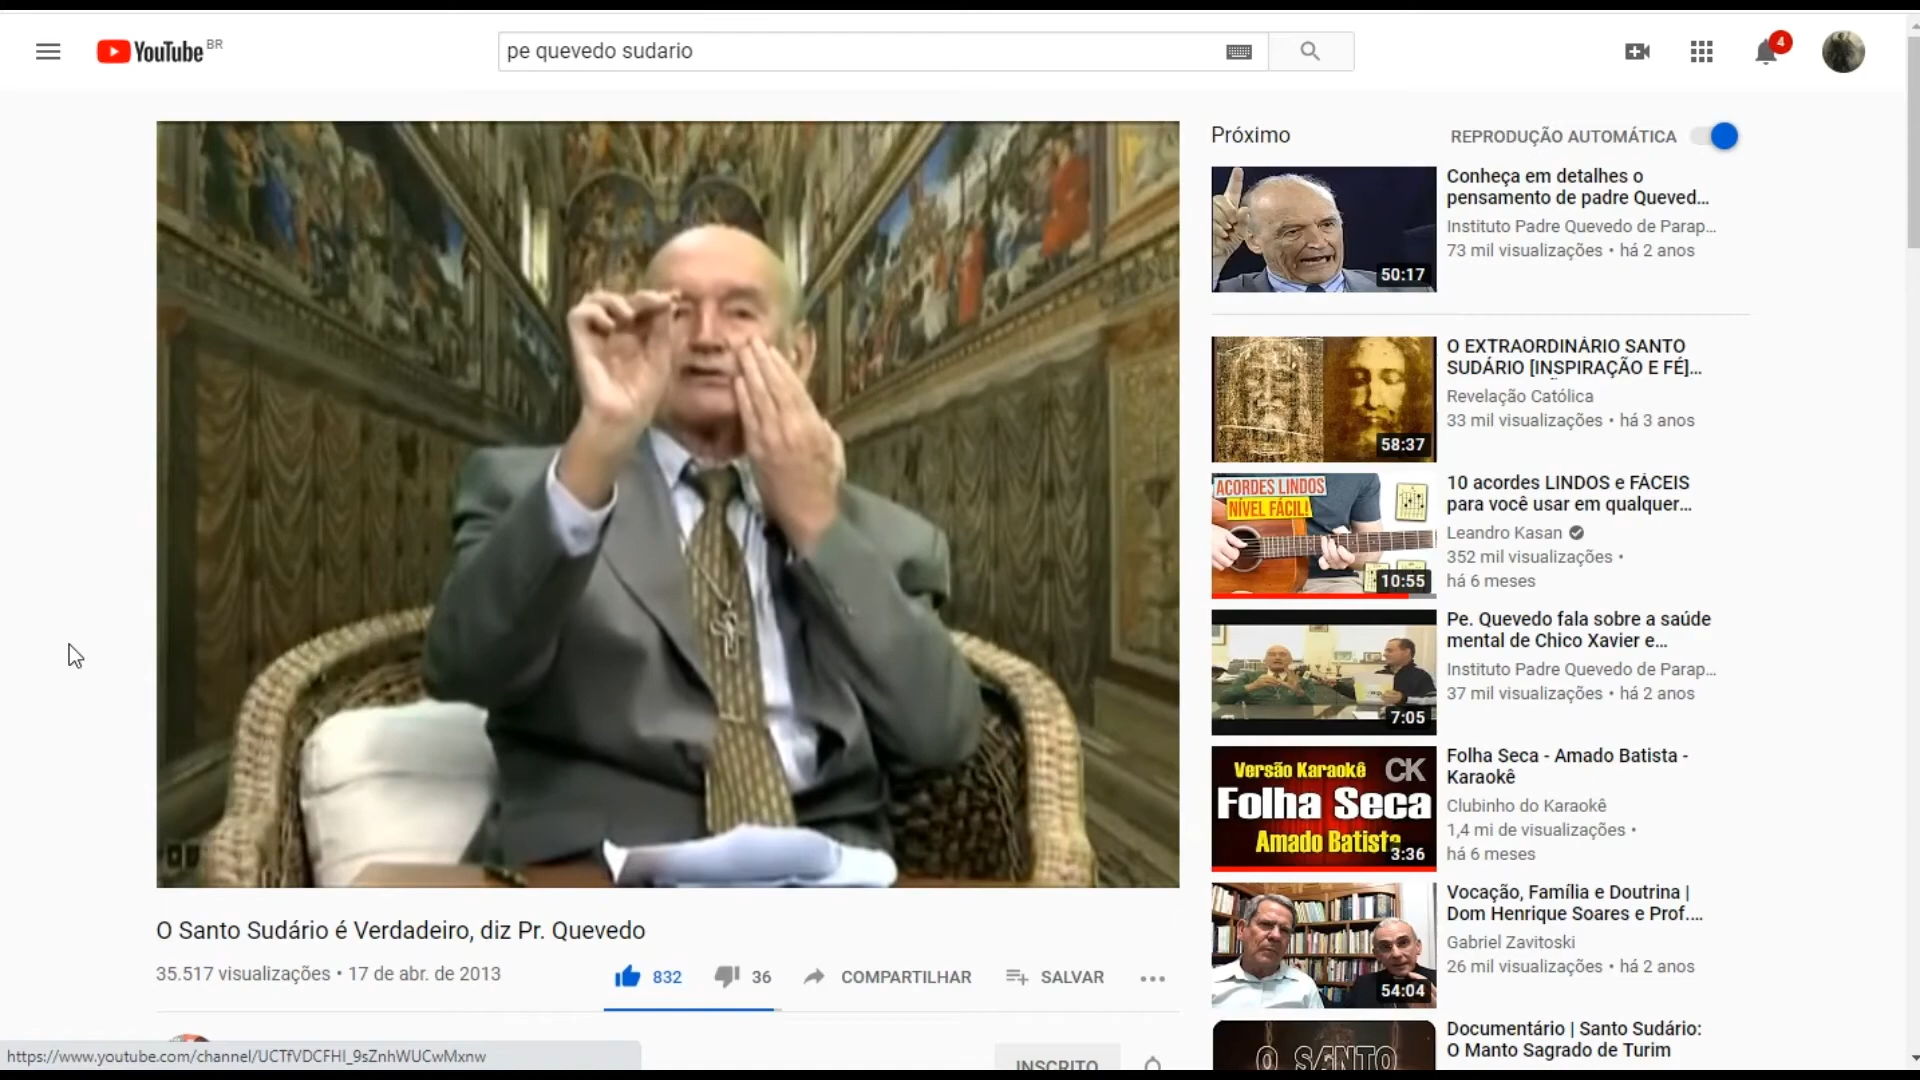 YouTube BR
pe quevedo sudario
4
Próximo
REPRODUÇÃO AUTOMÁTICA
50:17
Conheça em detalhes o
pensamento de padre Queved...
Instituto Padre Quevedo de Parap...
73 mil visualizações • há 2 anos
58:37
O EXTRAORDINÁRIO SANTO
SUDÁRIO [INSPIRAÇÃO E FÉ]...
Revelação Católica
33 mil visualizações • há 3 anos
ACORDES LINDOS
NÍVEL FÁCIL!
10:55
10 acordes LINDOS e FÁCEIS
para você usar em qualquer...
Leandro Kasan
352 mil visualizações •
há 6 meses
7:05
Pe. Quevedo fala sobre a saúde
mental de Chico Xavier e...
Instituto Padre Quevedo de Parap...
37 mil visualizações • há 2 anos
Versão Karaokê CK
Folha Seca
Amado Batista
3:36
Folha Seca - Amado Batista -
Karaokê
Clubinho do Karaokê
1,4 mi de visualizações •
há 6 meses
54:04
Vocação, Família e Doutrina |
Dom Henrique Soares e Prof....
Gabriel Zavitoski
26 mil visualizações • há 2 anos
O SANTO
Documentário | Santo Sudário:
O Manto Sagrado de Turim
O Santo Sudário é Verdadeiro, diz Pr. Quevedo
35.517 visualizações • 17 de abr. de 2013
832
36
COMPARTILHAR
SALVAR
INSCRITO
https://www.youtube.com/channel/UCTfVDCFHI_9sZnhWUCwMxnw